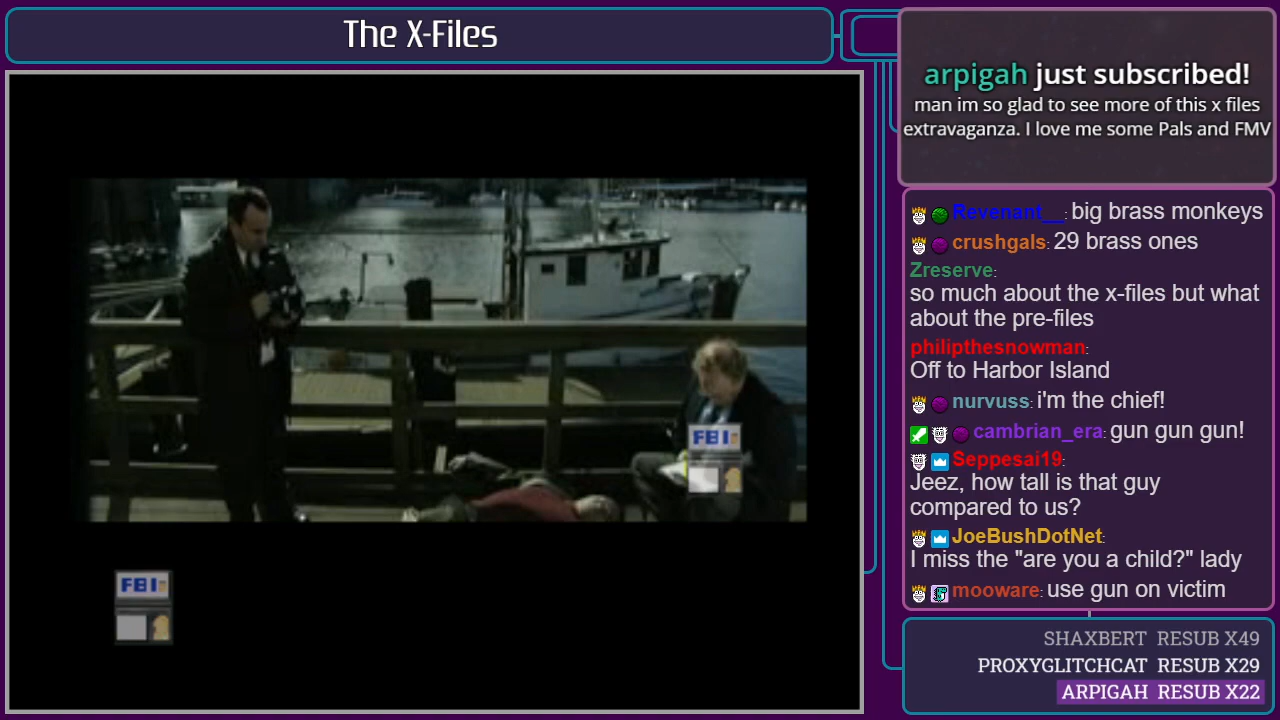 The X-Files
arpigah just subscribed!
man im so glad to see more of this x files
extravaganza. I love me some Pals and FMV
Revenant__: big brass monkeys
crushgals: 29 brass ones
Zreserve:
so much about the x-files but what
about the pre-files
philipthesnowman:
Off to Harbor Island
nurvuss: i'm the chief!
cambrian_era: gun gun gun!
Seppesai19:
Jeez, how tall is that guy
compared to us?
JoeBushDotNet:
I miss the "are you a child?" lady
mooware: use gun on victim
FBI
FBI
SHAXBERT RESUB X49
PROXYGLITCHCAT RESUB X29
ARPIGAH RESUB X22